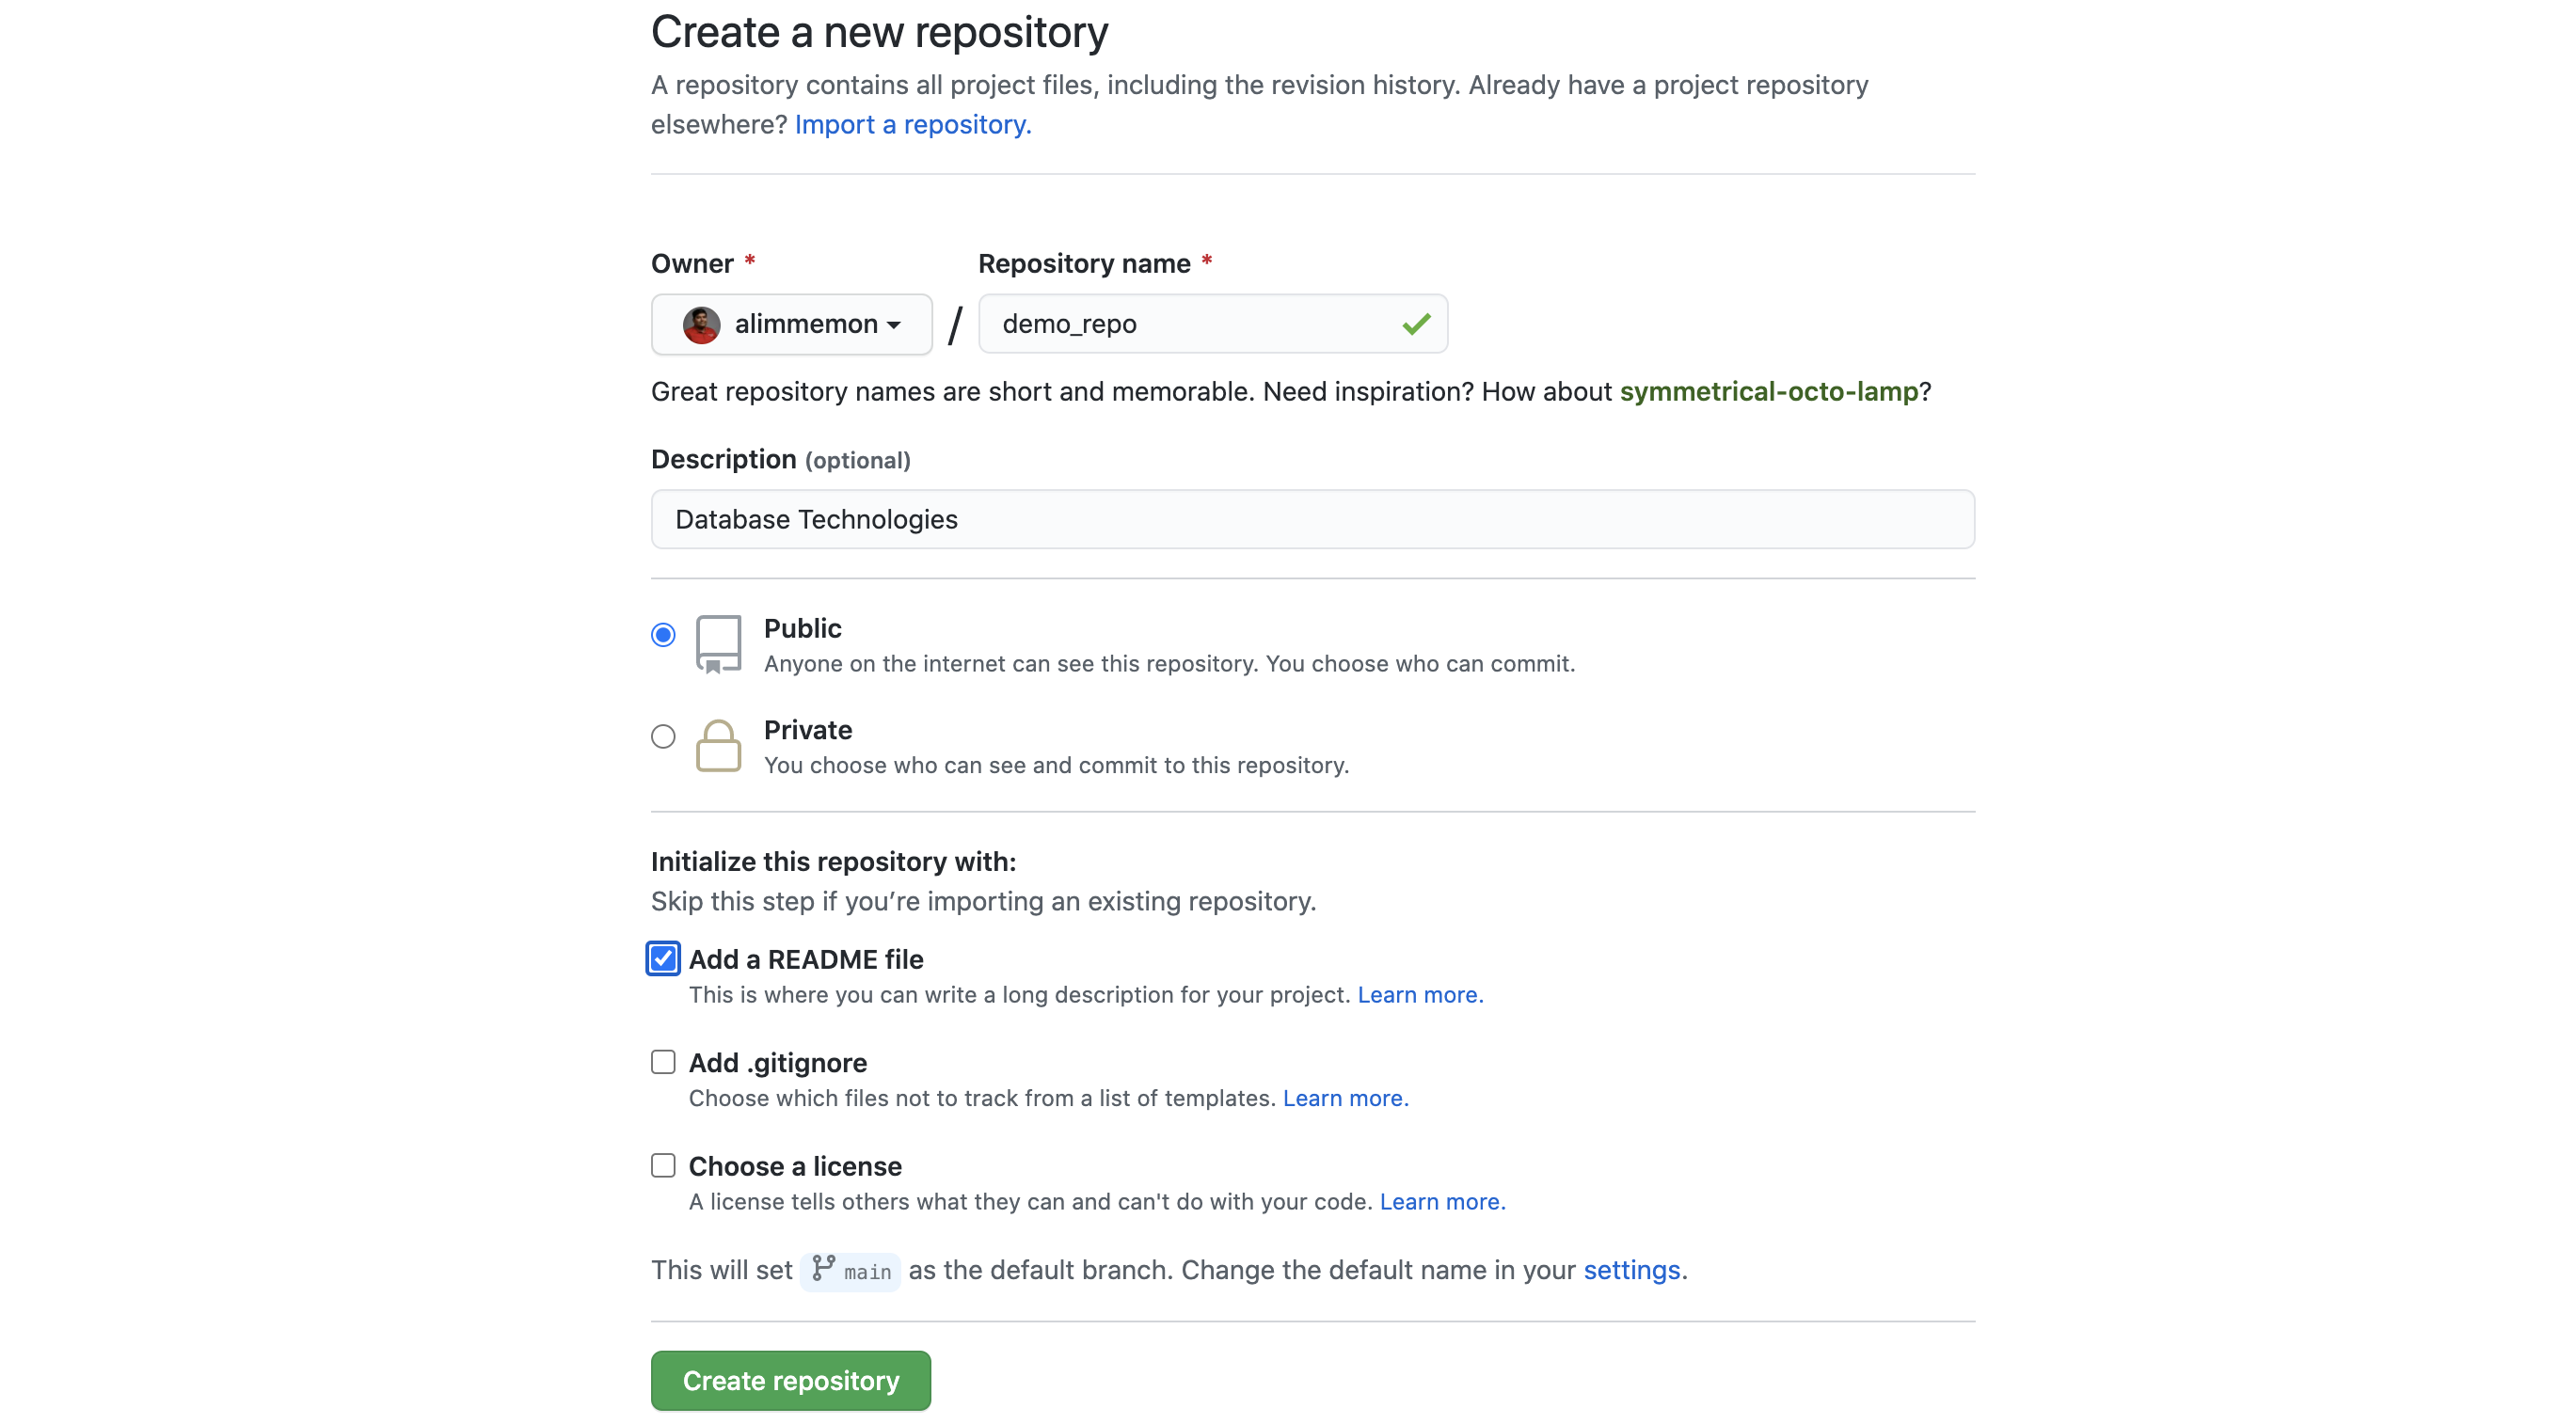 Create a new repository
A repository contains all project files, including the revision history. Already have a project repository
elsewhere? Import a repository.
Owner * Repository name *
alimmemon / demo_repo
Great repository names are short and memorable. Need inspiration? How about symmetrical-octo-lamp?
Description (optional)
Database Technologies
Public
Anyone on the internet can see this repository. You choose who can commit.
Private
You choose who can see and commit to this repository.
Initialize this repository with:
Skip this step if you’re importing an existing repository.
Add a README file
This is where you can write a long description for your project. Learn more.
Add .gitignore
Choose which files not to track from a list of templates. Learn more.
Choose a license
A license tells others what they can and can't do with your code. Learn more.
This will set main as the default branch. Change the default name in your settings.
Create repository